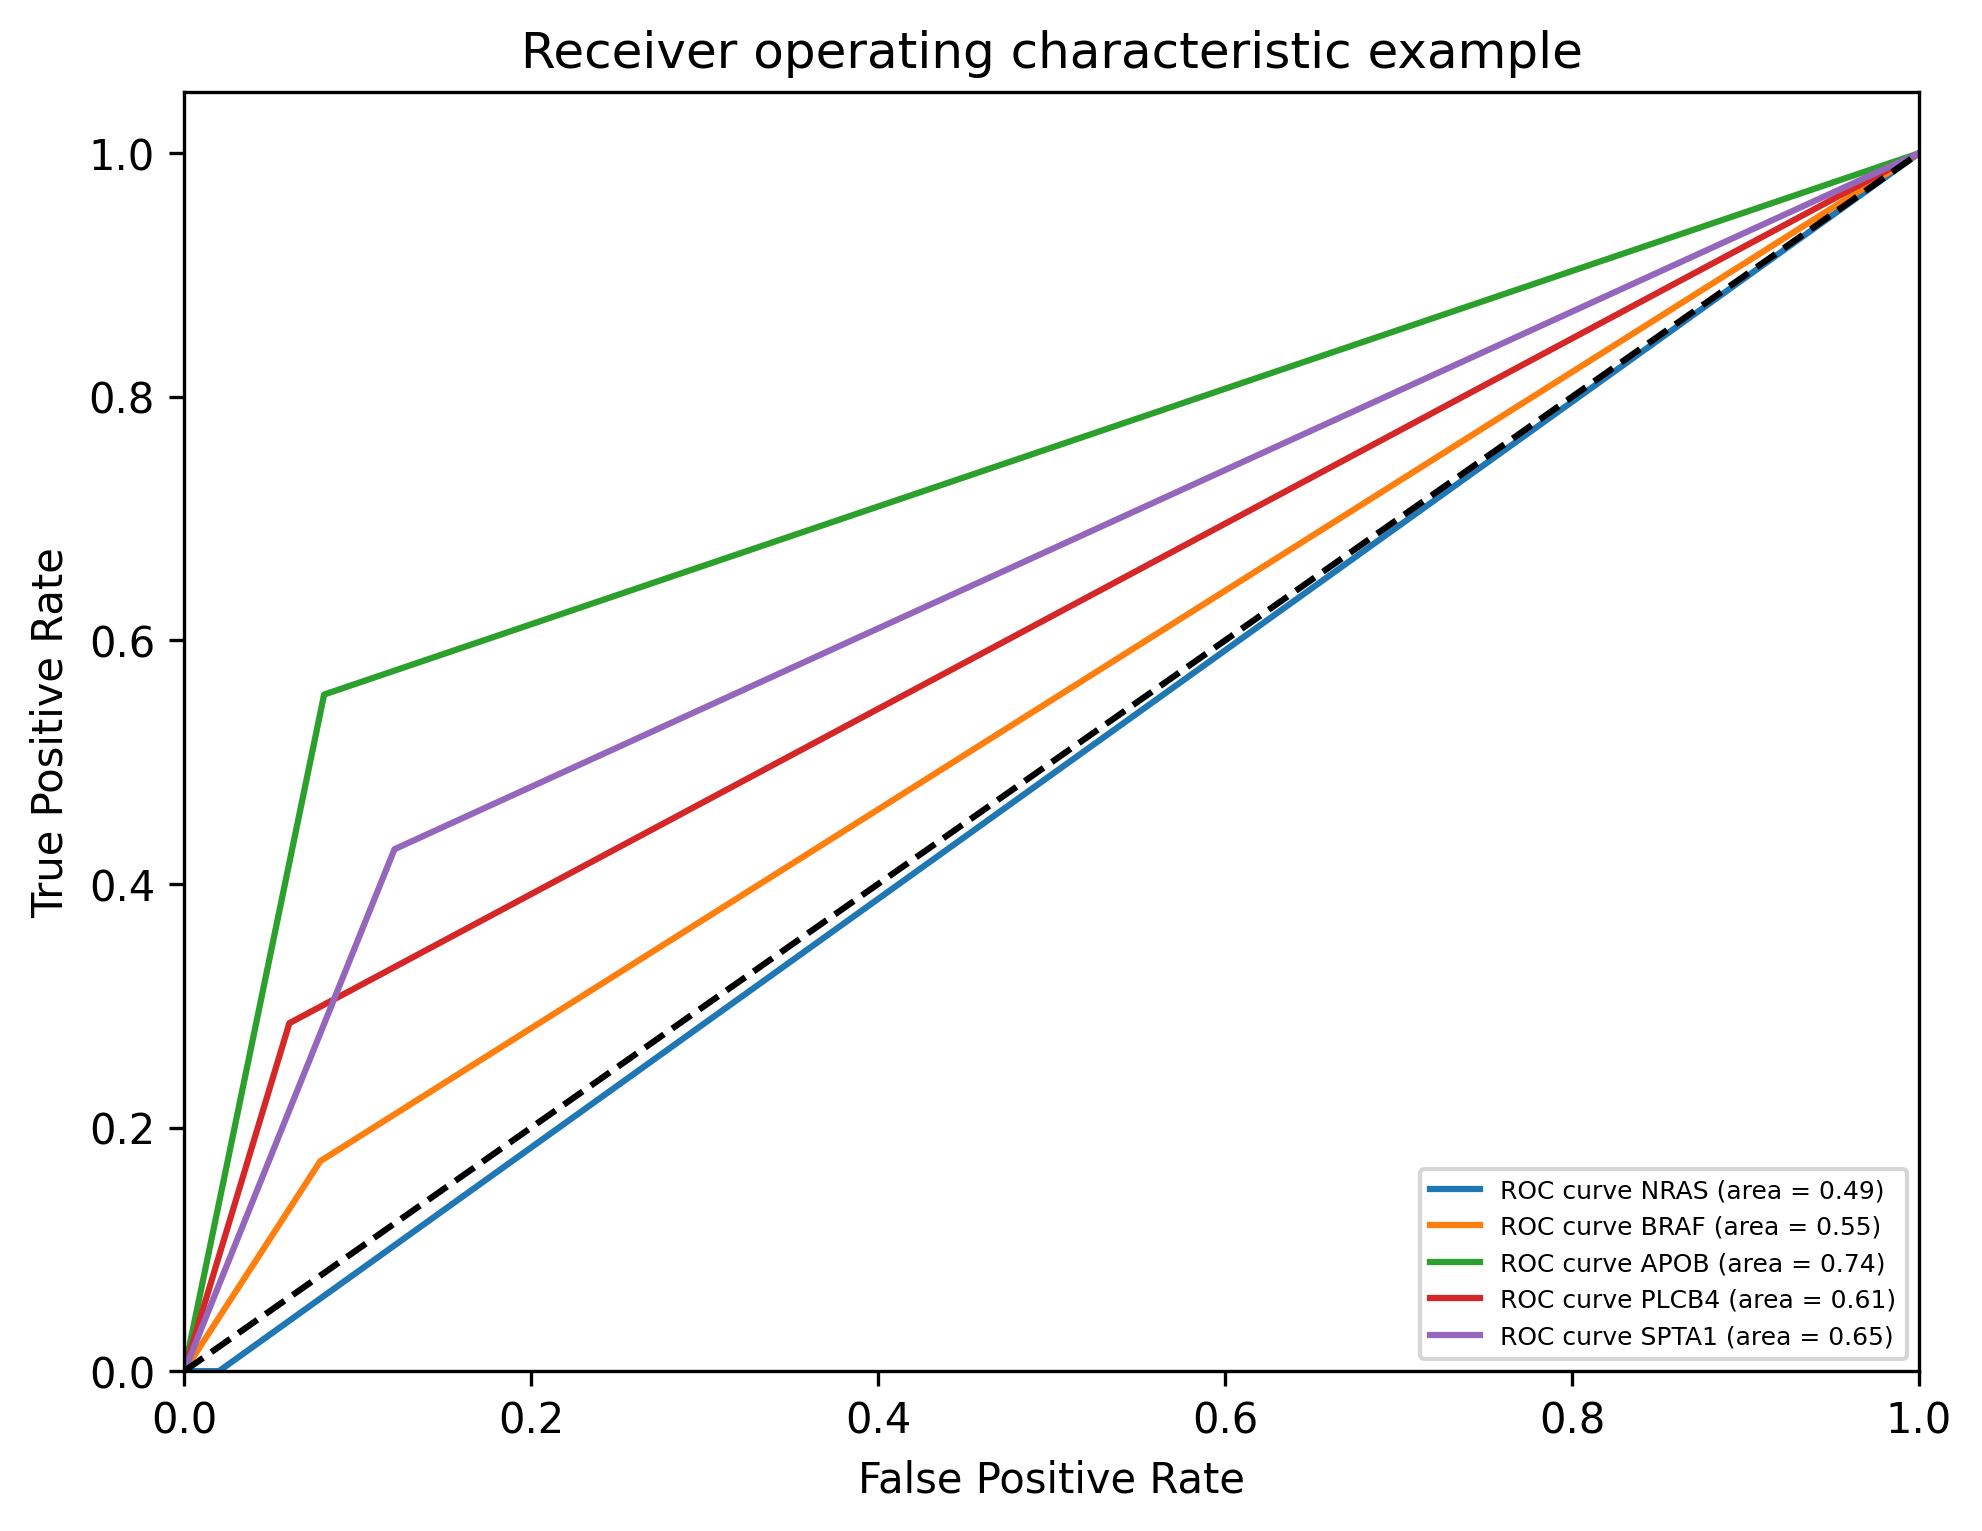 Receiver operating characteristic example
True Positive Rate
1.0
0.8
0.6
0.4
0.2
0.0
ROC curve NRAS (area = 0.49)
ROC curve BRAF (area = 0.55)
ROC curve APOB (area = 0.74)
ROC curve PLCB4 (area = 0.61)
ROC curve SPTA1 (area = 0.65)
0.0 0.2 0.4 0.6 0.8 1.0
False Positive Rate